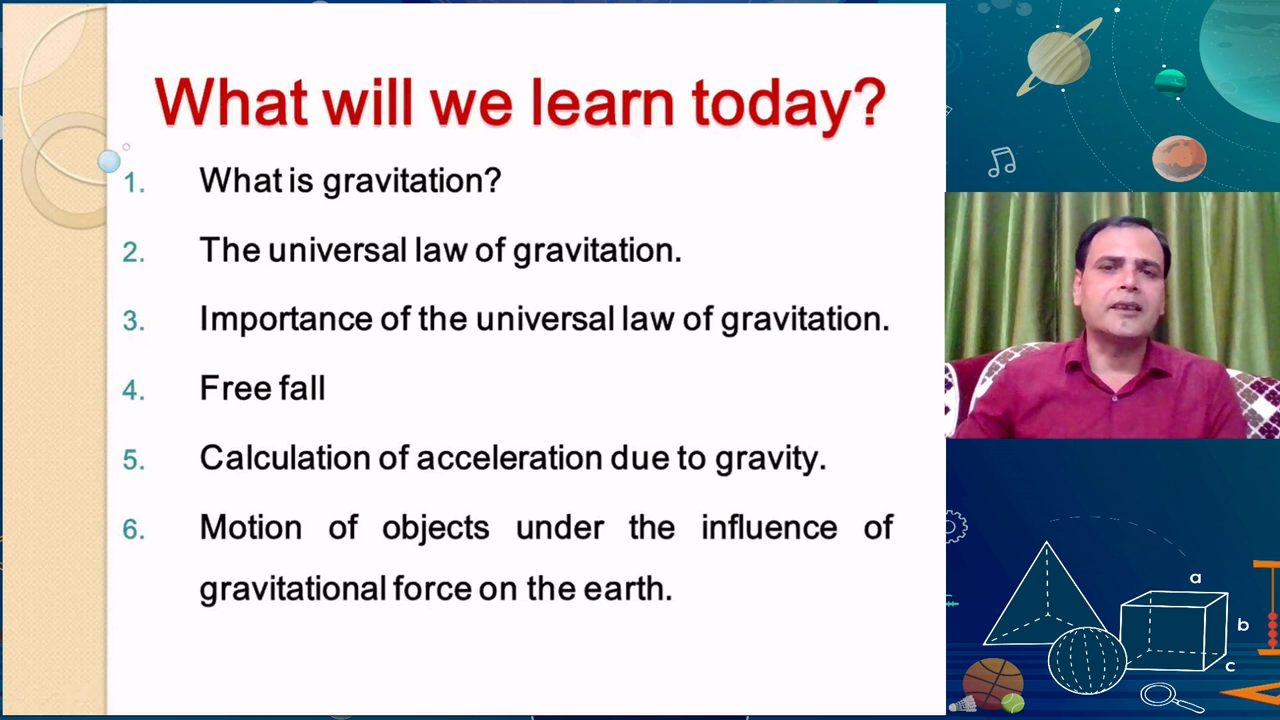 What will we learn today?
1. What is gravitation?
2. The universal law of gravitation.
3. Importance of the universal law of gravitation.
4. Free fall
5. Calculation of acceleration due to gravity.
6. Motion of objects under the influence of
gravitational force on the earth.
a
b
c